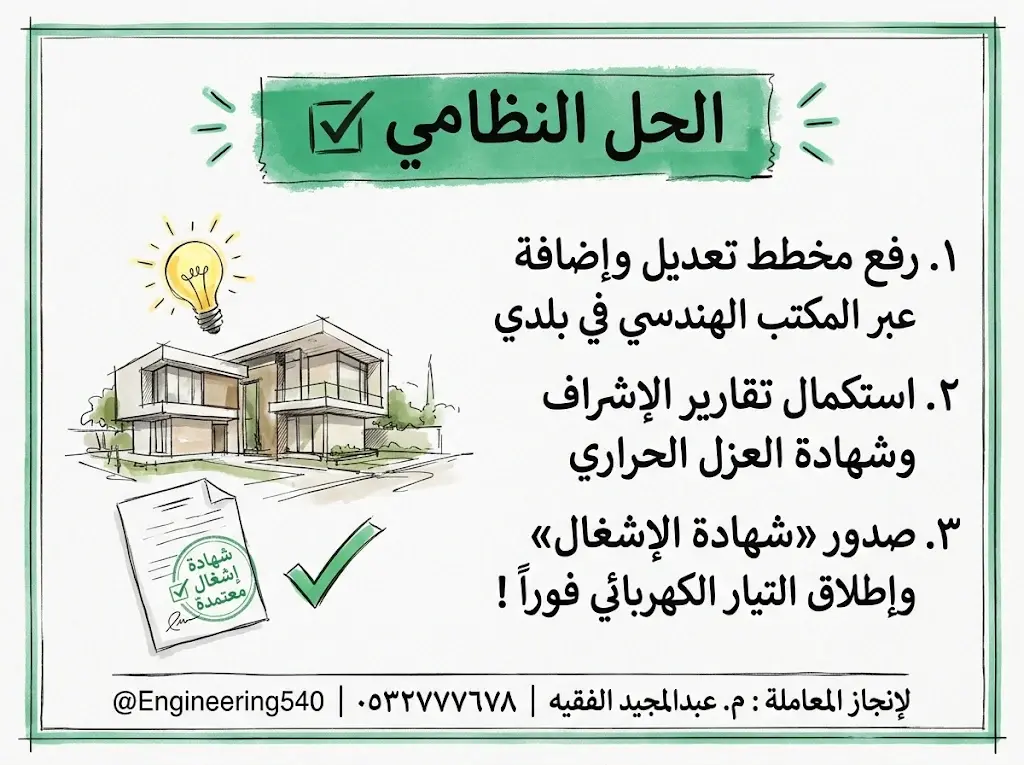 الحل النظامي ☑
١. رفع مخطط تعديل وإضافة
عبر المكتب الهندسي في بلدي
٢. استكمال تقارير الإشراف
وشهادة العزل الحراري
٣. صدور «شهادة الإشغال»
وإطلاق التيار الكهربائي فوراً !
شهادة
إشغال
معتمدة
لإنجاز المعاملة : م. عبدالمجيد الفقيه | ٠٥٣٢٧٧٧٦٧٨ | @Engineering540